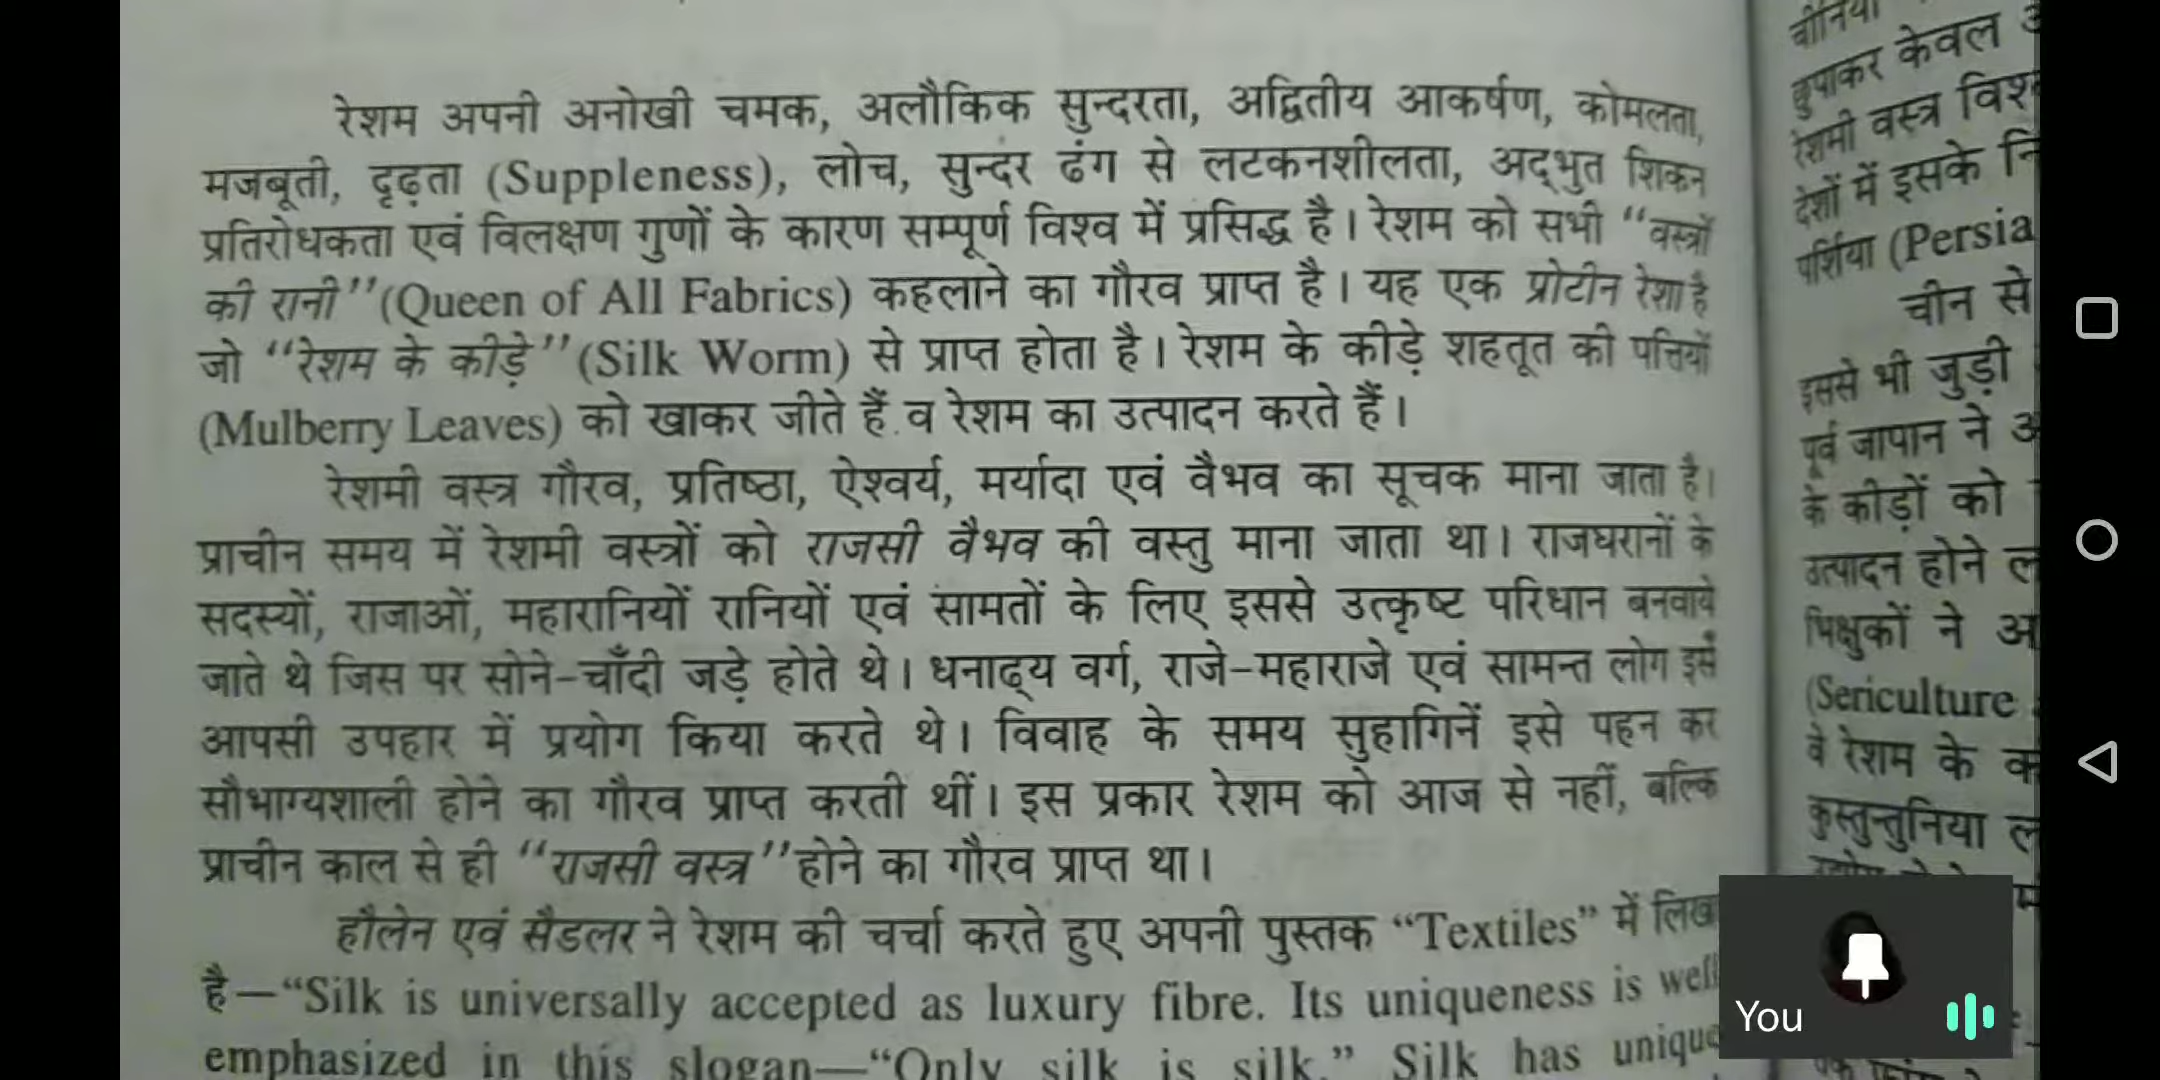 रेशम अपनी अनोखी चमक, अलौकिक सुन्दरता, अद्वितीय आकर्षण, कोमलता,
मजबूती, दृढ़ता (Suppleness), लोच, सुन्दर ढंग से लटकनशीलता, अद्भुत शिकन
प्रतिरोधकता एवं विलक्षण गुणों के कारण सम्पूर्ण विश्व में प्रसिद्ध है। रेशम को सभी "वस्त्रों
की रानी" (Queen of All Fabrics) कहलाने का गौरव प्राप्त है। यह एक प्रोटीन रेशा है
जो "रेशम के कीड़े" (Silk Worm) से प्राप्त होता है। रेशम के कीड़े शहतूत की पत्तियों
(Mulberry Leaves) को खाकर जीते हैं व रेशम का उत्पादन करते हैं।
रेशमी वस्त्र गौरव, प्रतिष्ठा, ऐश्वर्य, मर्यादा एवं वैभव का सूचक माना जाता है।
प्राचीन समय में रेशमी वस्त्रों को राजसी वैभव की वस्तु माना जाता था। राजघरानों के
सदस्यों, राजाओं, महारानियों रानियों एवं सामतों के लिए इससे उत्कृष्ट परिधान बनवाये
जाते थे जिस पर सोने-चाँदी जड़े होते थे। धनाढ्य वर्ग, राजे-महाराजे एवं सामन्त लोग इसे
आपसी उपहार में प्रयोग किया करते थे। विवाह के समय सुहागिनें इसे पहन कर
सौभाग्यशाली होने का गौरव प्राप्त करती थीं। इस प्रकार रेशम को आज से नहीं, बल्कि
प्राचीन काल से ही "राजसी वस्त्र" होने का गौरव प्राप्त था।
हौलेन एवं सैडलर ने रेशम की चर्चा करते हुए अपनी पुस्तक "Textiles" में लिखा
है—"Silk is universally accepted as luxury fibre. Its uniqueness is well
emphasized in this slogan—"Only silk is silk." Silk has unique
छुपाकर केवल
रेशमी वस्त्र
देशों में इसके
पर्शिया (Persia
चीन से
इससे भी जुड़ी
पूर्व जापान ने
के कीड़ों को
उत्पादन होने
भिक्षुकों ने
(Sericulture
वे रेशम के
कुस्तुन्तुनिया
You